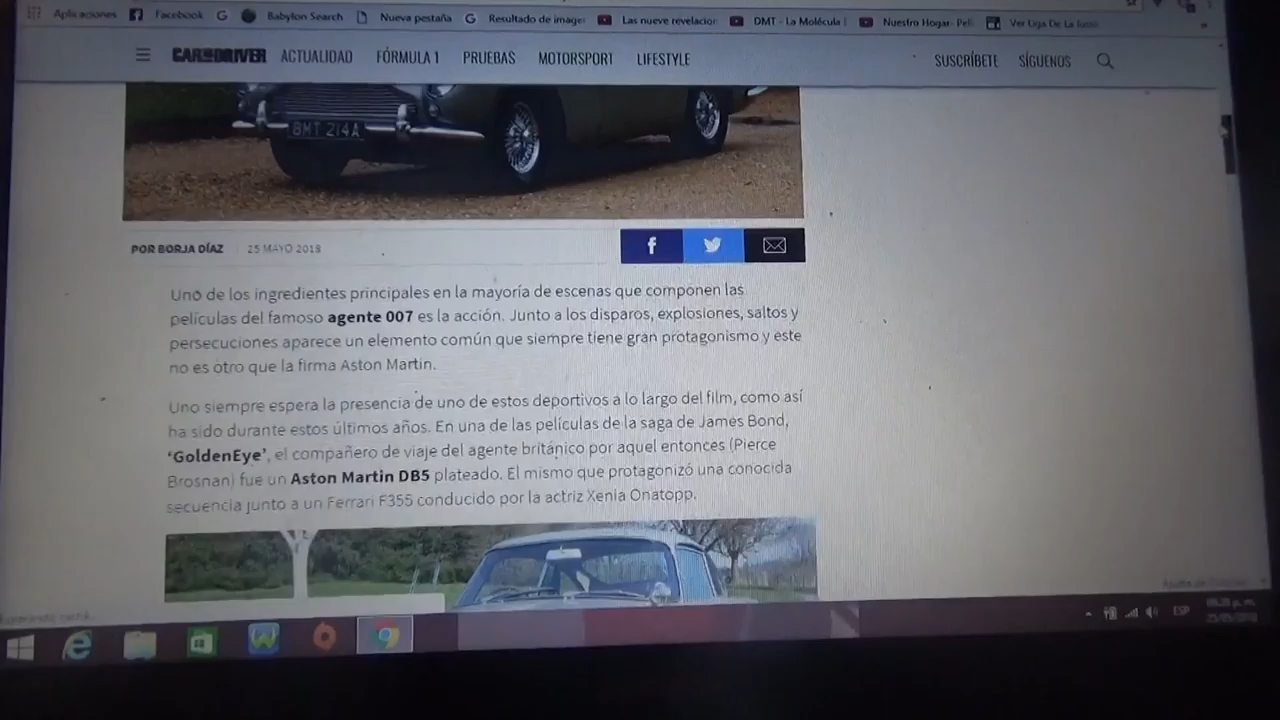 Aplicaciones Facebook Babylon Search Nueva pestaña Resultado de image Las nueve revelacion DMT - La Molécula Nuestro Hogar- Pelí Ver Liga De La
CAR DRIVER ACTUALIDAD FÓRMULA 1 PRUEBAS MOTORSPORT LIFESTYLE SUSCRÍBETE SÍGUENOS
BMT 214A
POR BORJA DÍAZ 25 MAYO 2018
Uno de los ingredientes principales en la mayoría de escenas que componen las
películas del famoso agente 007 es la acción. Junto a los disparos, explosiones, saltos y
persecuciones aparece un elemento común que siempre tiene gran protagonismo y este
no es otro que la firma Aston Martin.
Uno siempre espera la presencia de uno de estos deportivos a lo largo del film, como así
ha sido durante estos últimos años. En una de las películas de la saga de James Bond,
‘GoldenEye’, el compañero de viaje del agente británico por aquel entonces (Pierce
Brosnan) fue un Aston Martin DB5 plateado. El mismo que protagonizó una conocida
secuencia junto a un Ferrari F355 conducido por la actriz Xenia Onatopp.
ESP